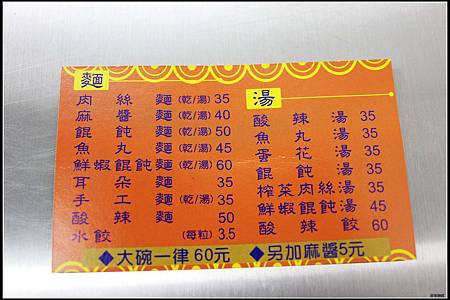 麵
肉絲麵(乾/湯)35
麻醬麵(乾/湯)40
餛飩麵(乾/湯)50
魚丸麵(乾/湯)45
鮮蝦餛飩麵(乾/湯)60
耳朵麵 35
手工麵(乾/湯)35
酸辣麵 50
水餃(每粒)3.5
湯
酸辣湯 35
魚丸湯 35
蛋花湯 35
餛飩湯 35
榨菜肉絲湯 35
鮮蝦餛飩湯 45
酸辣餃 60
◆大碗一律60元 ◆另加麻醬5元